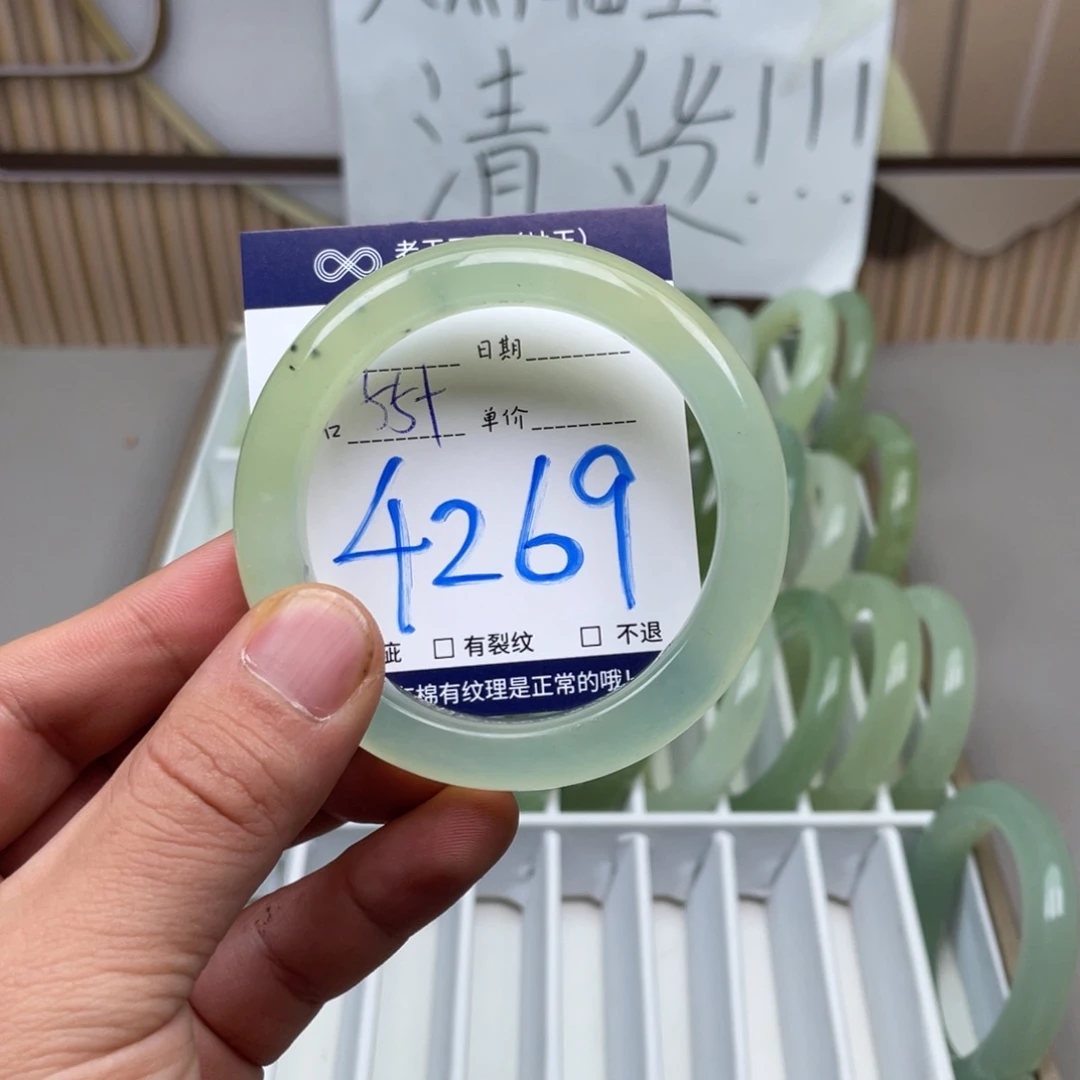 清货!!!
日期
55+
口 单价
4269
疵 □ 有裂纹 □ 不退
棉有纹理是正常的哦!